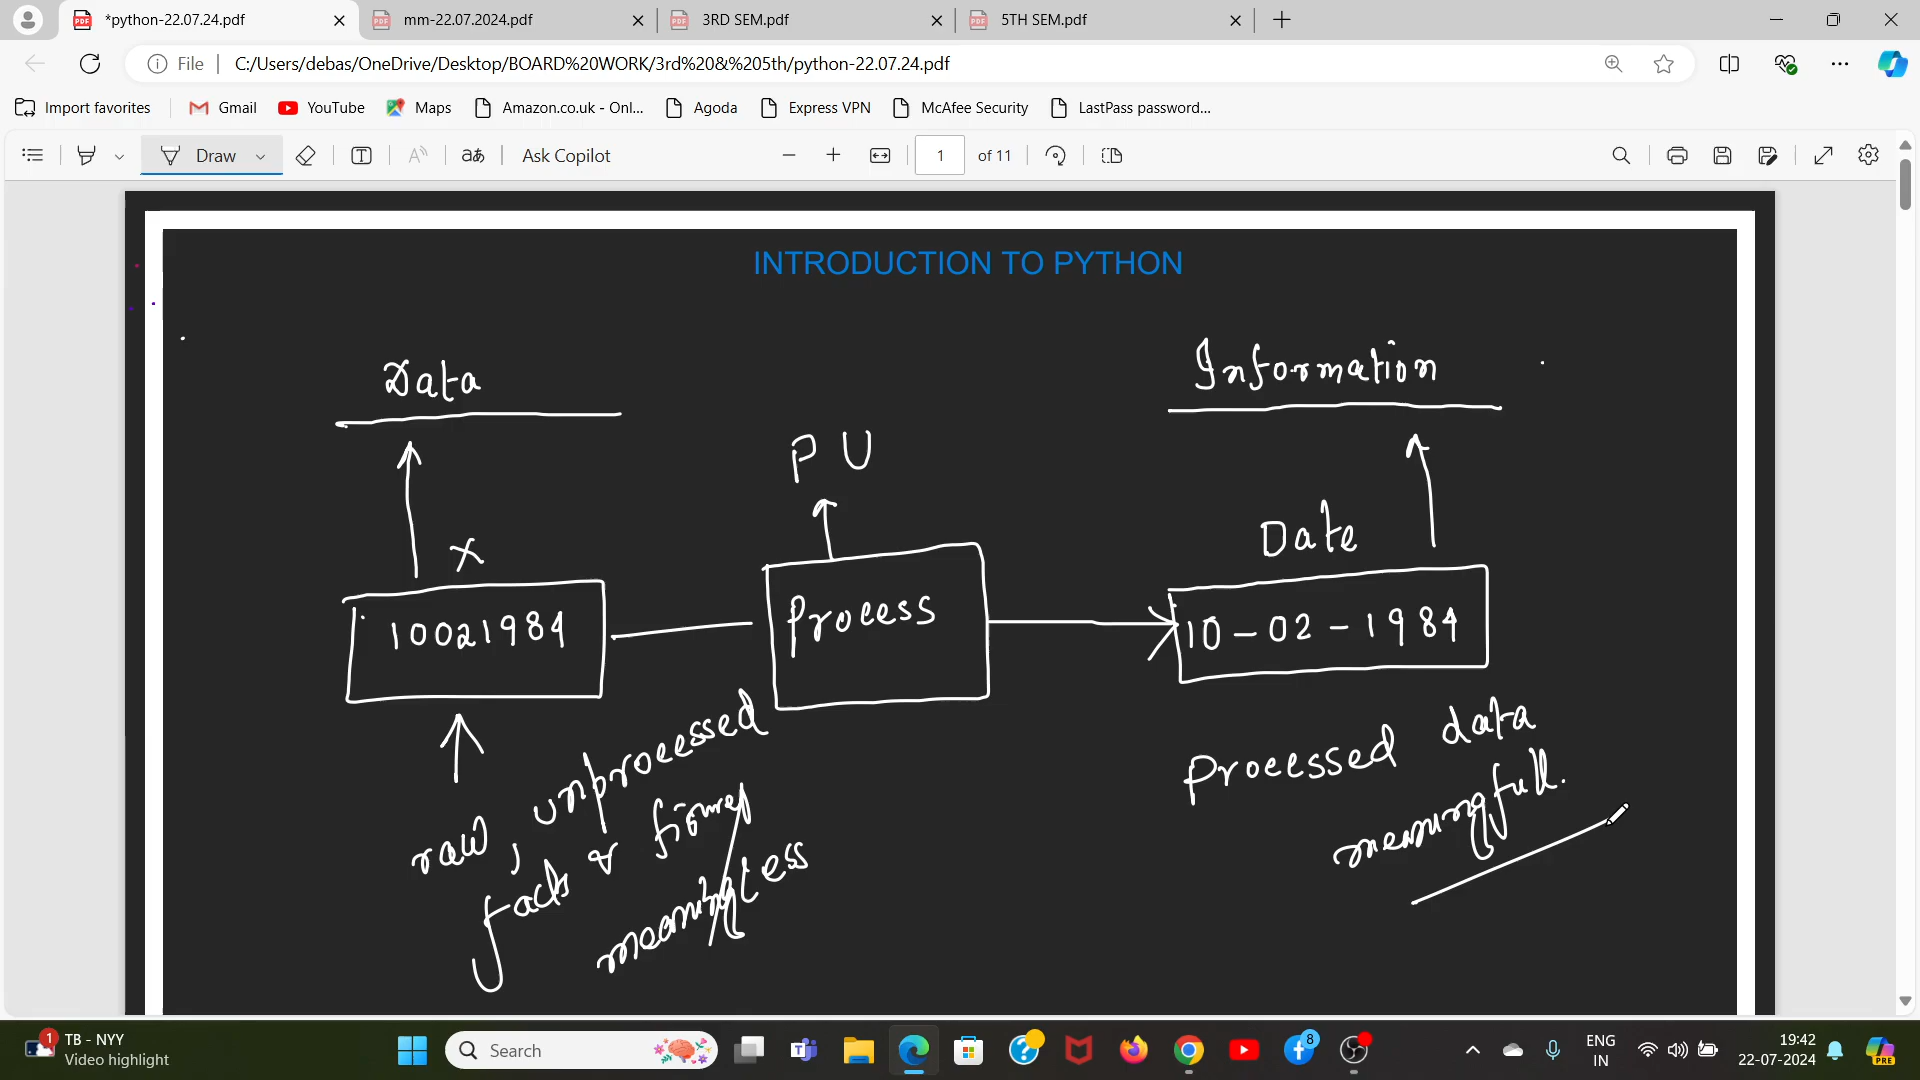 *python-22.07.24.pdf
mm-22.07.2024.pdf
3RD SEM.pdf
5TH SEM.pdf
File
C:/Users/debas/OneDrive/Desktop/BOARD%20WORK/3rd%20&%205th/python-22.07.24.pdf
Import favorites
Gmail
YouTube
Maps
Amazon.co.uk - Onl...
Agoda
Express VPN
McAfee Security
LastPass password...
Draw
Ask Copilot
1 of 11
INTRODUCTION TO PYTHON
Data
Information
P U
Date
X
10021984
Process
10-02-1984
raw, unprocessed
facts & figures
meaningless
Processed data
meaningfull.
1
TB - NYY
Video highlight
Search
8
ENG
IN
19:42
22-07-2024
PRE